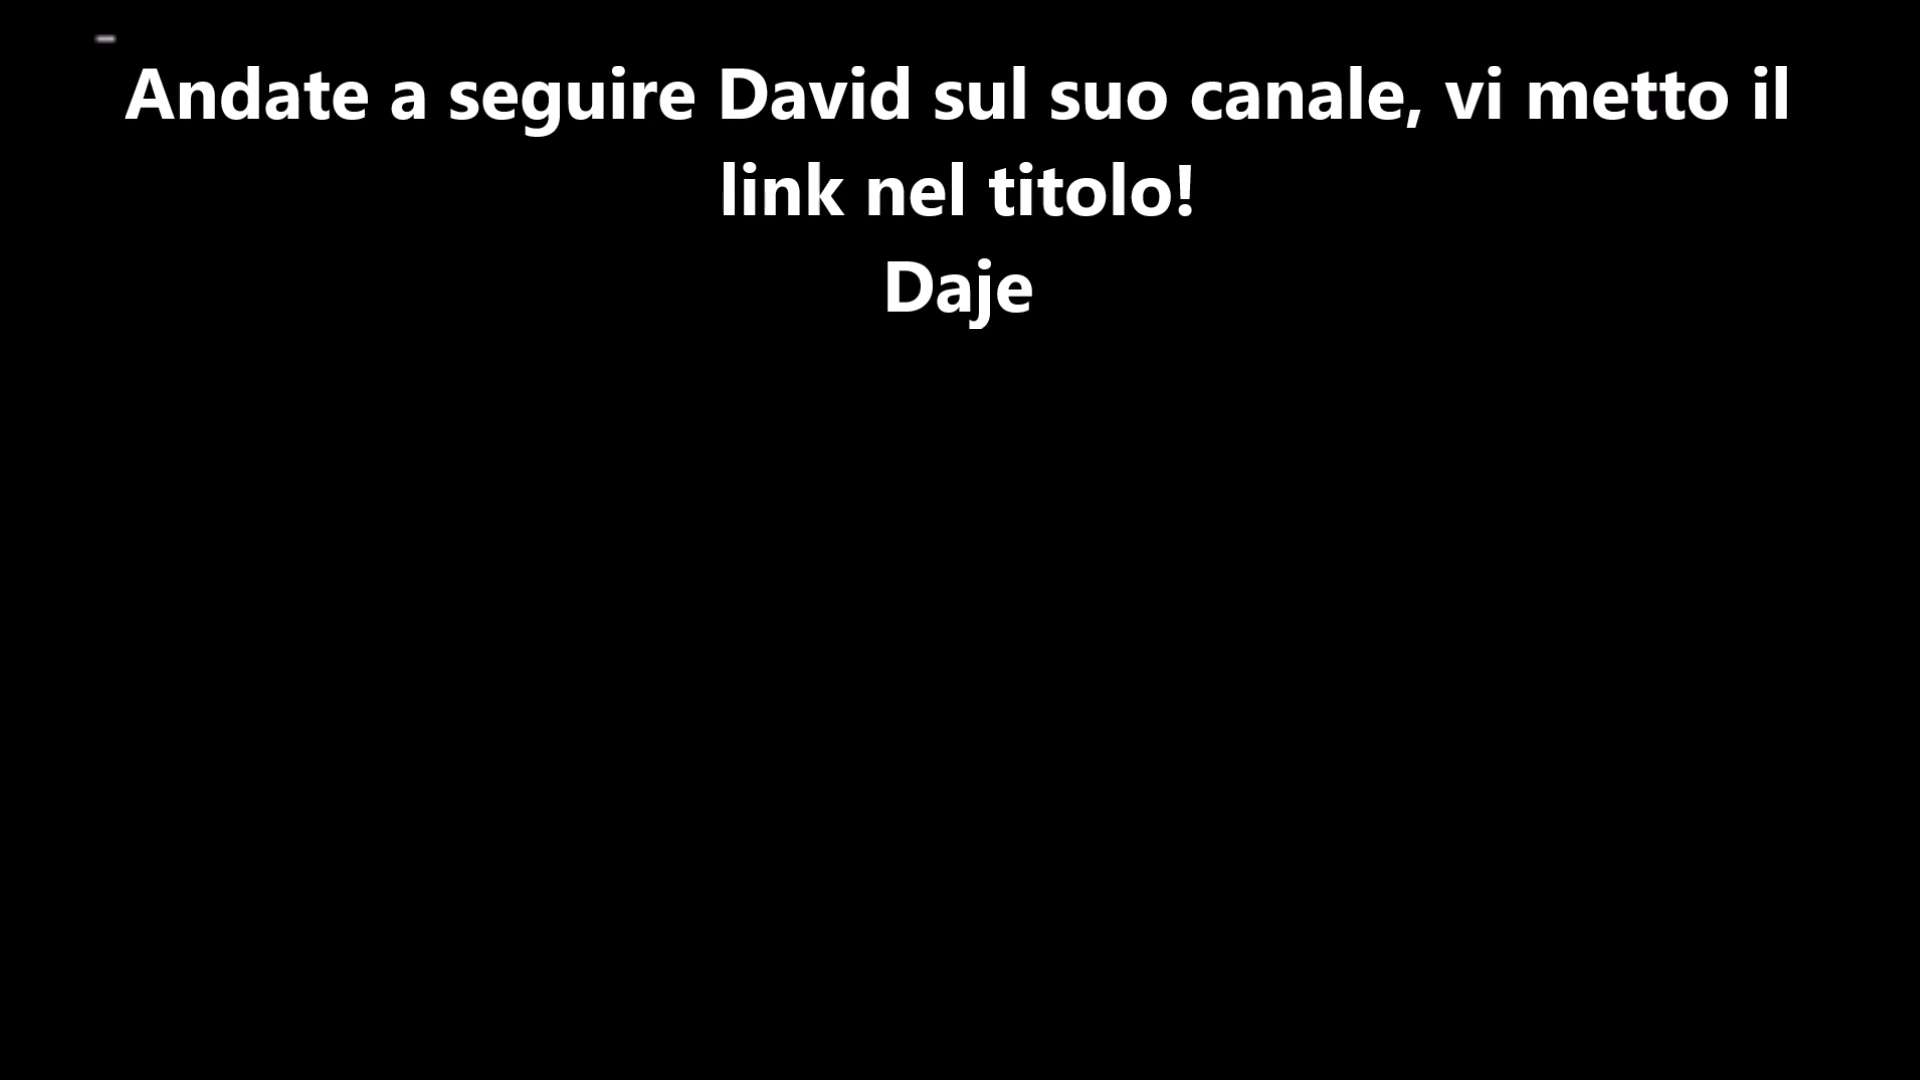 Andate a seguire David sul suo canale, vi metto il
link nel titolo!
Daje